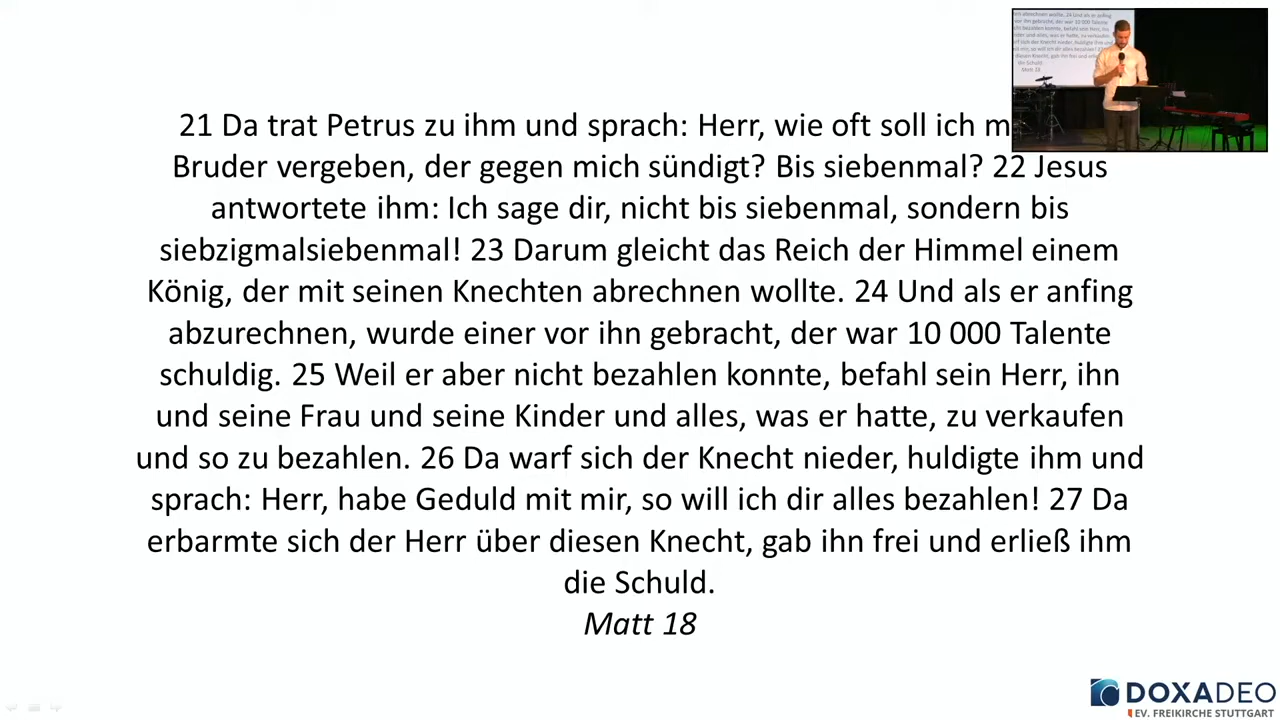 21 Da trat Petrus zu ihm und sprach: Herr, wie oft soll ich m
Bruder vergeben, der gegen mich sündigt? Bis siebenmal? 22 Jesus
antwortete ihm: Ich sage dir, nicht bis siebenmal, sondern bis
siebzigmalsiebenmal! 23 Darum gleicht das Reich der Himmel einem
König, der mit seinen Knechten abrechnen wollte. 24 Und als er anfing
abzurechnen, wurde einer vor ihn gebracht, der war 10 000 Talente
schuldig. 25 Weil er aber nicht bezahlen konnte, befahl sein Herr, ihn
und seine Frau und seine Kinder und alles, was er hatte, zu verkaufen
und so zu bezahlen. 26 Da warf sich der Knecht nieder, huldigte ihm und
sprach: Herr, habe Geduld mit mir, so will ich dir alles bezahlen! 27 Da
erbarmte sich der Herr über diesen Knecht, gab ihn frei und erließ ihm
die Schuld.
Matt 18
DOXADEO
EV. FREIKIRCHE STUTTGART